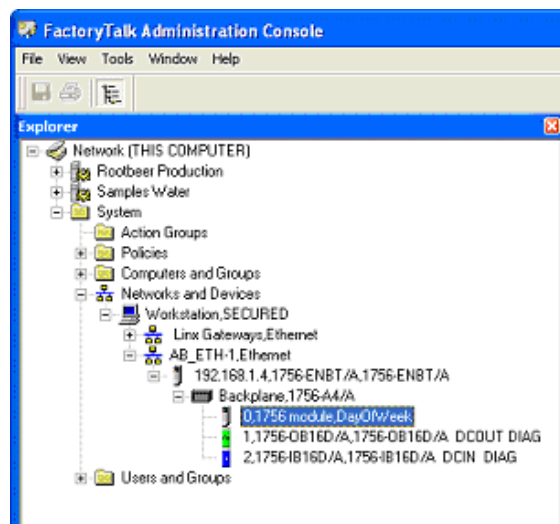 FactoryTalk Administration Console
File View Tools Window Help
Explorer
Network (THIS COMPUTER)
Rootbeer Production
Samples Water
System
Action Groups
Policies
Computers and Groups
Networks and Devices
Workstation,SECURED
Linx Gateways,Ethernet
AB_ETH-1,Ethernet
192.168.1.4,1756-ENBT/A,1756-ENBT/A
Backplane,1756-A4/A
0,1756 module,DayOfWeek
1,1756-OB16D/A,1756-OB16D/A DCOUT DIAG
2,1756-IB16D/A,1756-IB16D/A DCIN DIAG
Users and Groups